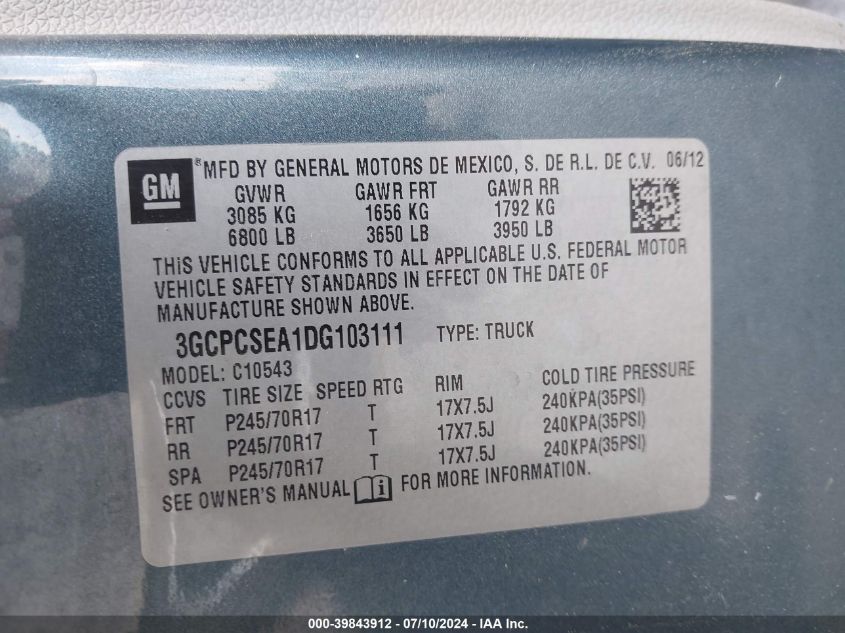 GM ® MFD BY GENERAL MOTORS DE MEXICO, S. DE R.L. DE C.V. 06/12
GVWR GAWR FRT GAWR RR
3085 KG 1656 KG 1792 KG
6800 LB 3650 LB 3950 LB
THiS VEHICLE CONFORMS TO ALL APPLICABLE U.S. FEDERAL MOTOR
VEHICLE SAFETY STANDARDS IN EFFECT ON THE DATE OF
MANUFACTURE SHOWN ABOVE.
3GCPCSEA1DG103111 TYPE: TRUCK
MODEL: C10543
CCVS TIRE SIZE SPEED RTG RIM COLD TIRE PRESSURE
FRT P245/70R17 T 17X7.5J 240KPA(35PSI)
RR P245/70R17 T 17X7.5J 240KPA(35PSI)
SPA P245/70R17 T 17X7.5J 240KPA(35PSI)
SEE OWNER'S MANUAL i FOR MORE INFORMATION.
000-39843912 - 07/10/2024 - IAA Inc.